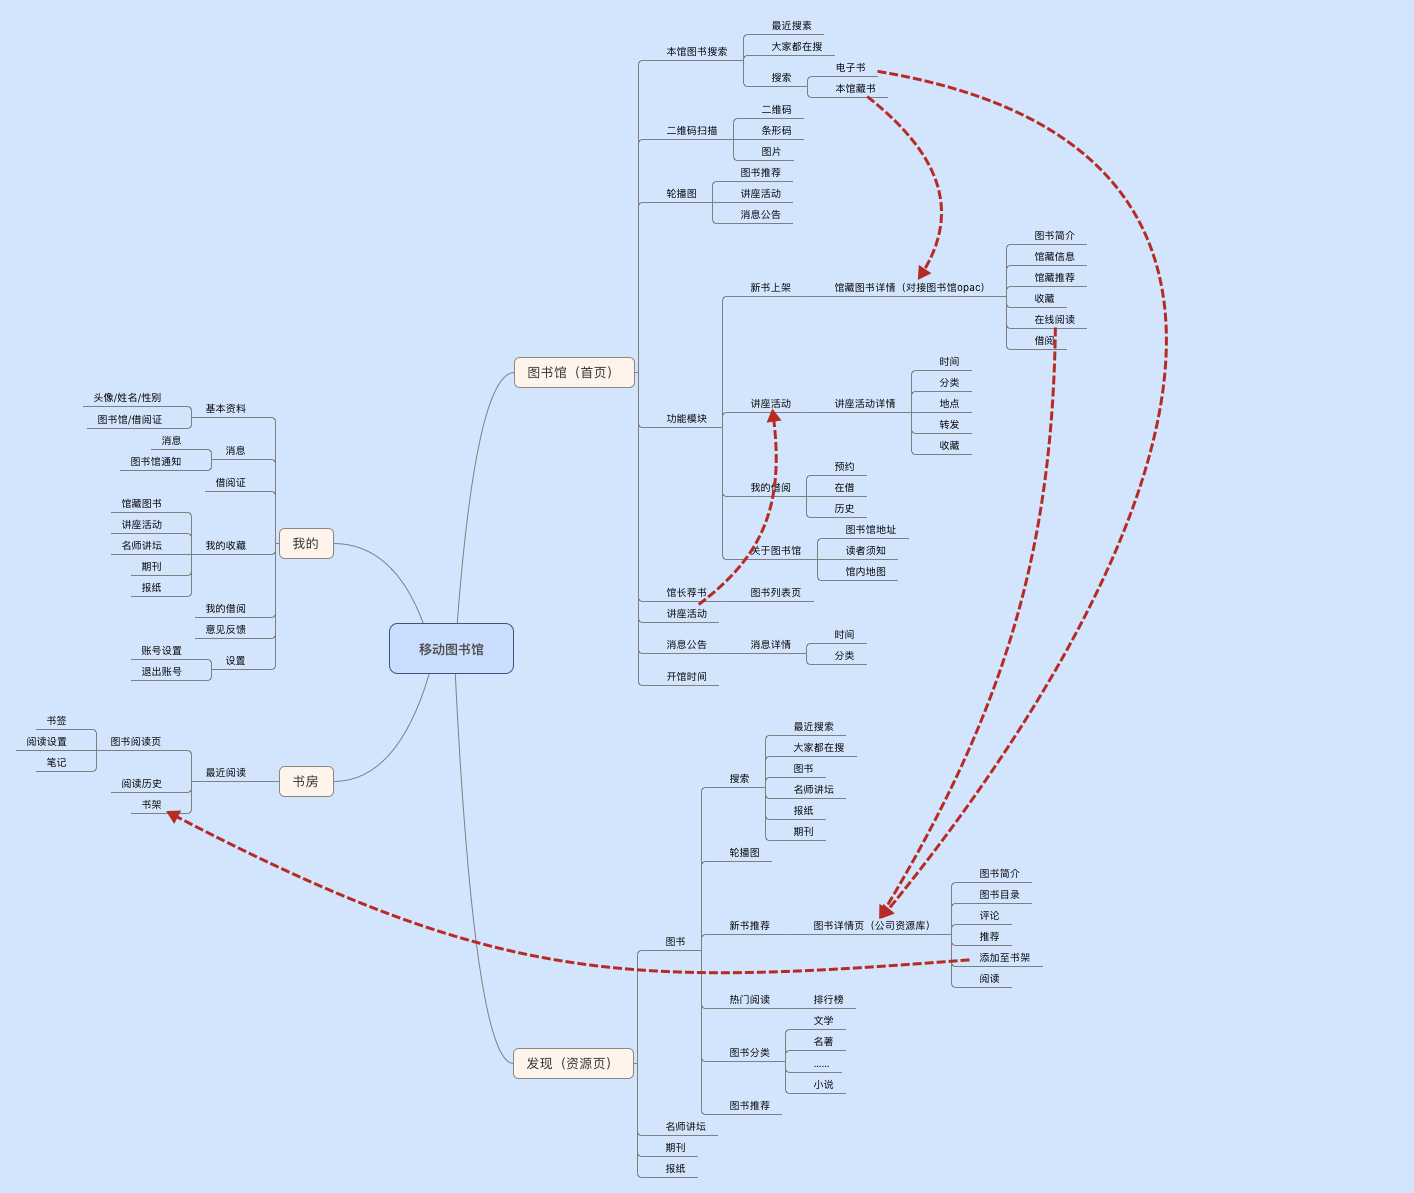 移动图书馆
图书馆（首页）
本馆图书搜索
最近搜素
大家都在搜
搜索
电子书
本馆藏书
二维码扫描
二维码
条形码
图片
轮播图
图书推荐
讲座活动
消息公告
功能模块
新书上架
馆藏图书详情（对接图书馆opac）
图书简介
馆藏信息
馆藏推荐
收藏
在线阅读
借阅
讲座活动
讲座活动详情
时间
分类
地点
转发
收藏
我的借阅
预约
在借
历史
关于图书馆
图书馆地址
读者须知
馆内地图
馆长荐书
图书列表页
讲座活动
消息公告
消息详情
时间
分类
开馆时间
我的
基本资料
头像/姓名/性别
图书馆/借阅证
消息
消息
图书馆通知
借阅证
我的收藏
馆藏图书
讲座活动
名师讲坛
期刊
报纸
我的借阅
意见反馈
设置
账号设置
退出账号
书房
最近阅读
图书阅读页
书签
阅读设置
笔记
阅读历史
书架
发现（资源页）
图书
搜索
最近搜索
大家都在搜
图书
名师讲坛
报纸
期刊
轮播图
新书推荐
图书详情页（公司资源库）
图书简介
图书目录
评论
推荐
添加至书架
阅读
热门阅读
排行榜
图书分类
文学
名著
......
小说
图书推荐
名师讲坛
期刊
报纸